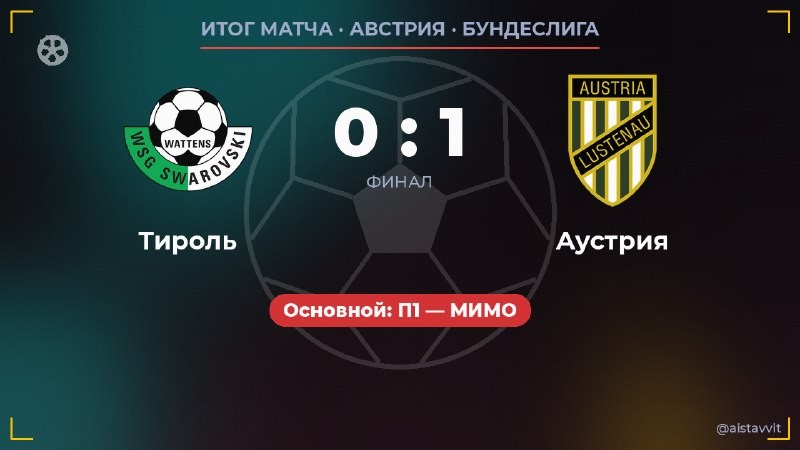 ИТОГ МАТЧА · АВСТРИЯ · БУНДЕСЛИГА
WATTENS
WSG SWAROVSKI
0 : 1
ФИНАЛ
AUSTRIA
LUSTENAU
Тироль
Аустрия
Основной: П1 — МИМО
@aistavvit